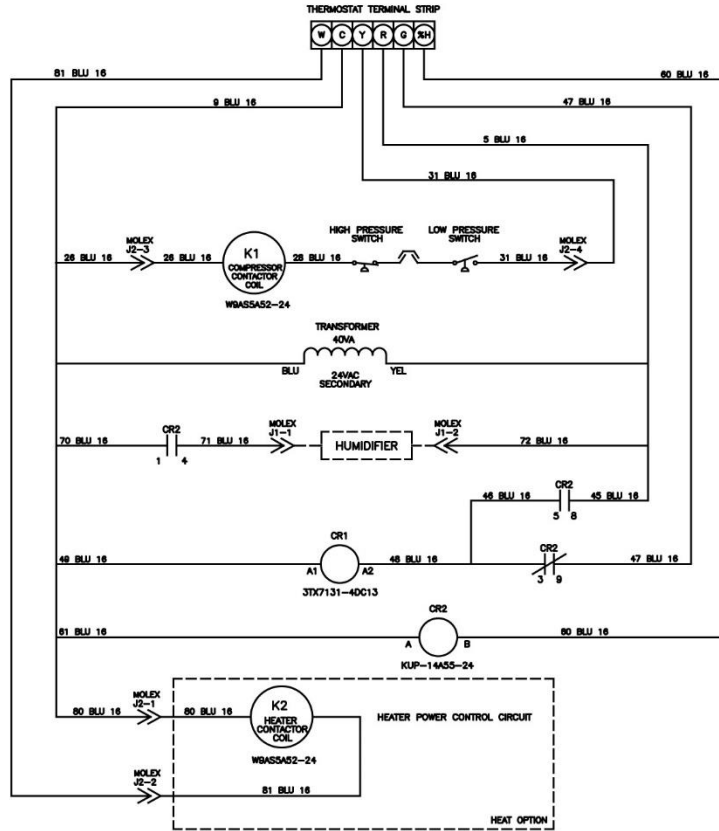 THERMOSTAT TERMINAL STRIP
W C Y R G %H
81 BLU 16
60 BLU 16
9 BLU 16
47 BLU 16
5 BLU 16
31 BLU 16
MOLEX
J2-3
HIGH PRESSURE
SWITCH
LOW PRESSURE
SWITCH
MOLEX
J2-4
26 BLU 16
26 BLU 16
K1
COMPRESSOR
CONTACTOR
COIL
28 BLU 16
31 BLU 16
W9AS5A52-24
TRANSFORMER
40VA
BLU
YEL
24VAC
SECONDARY
70 BLU 16
CR2
1 4
71 BLU 16
MOLEX
J1-1
HUMIDIFIER
MOLEX
J1-2
72 BLU 16
46 BLU 16
CR2
5 8
45 BLU 16
49 BLU 16
CR1
A1 A2
3TX7131-4DC13
48 BLU 16
CR2
3 9
47 BLU 16
61 BLU 16
CR2
A B
KUP-14A55-24
60 BLU 16
80 BLU 16
MOLEX
J2-1
80 BLU 16
K2
HEATER
CONTACTOR
COIL
W9AS5A52-24
HEATER POWER CONTROL CIRCUIT
MOLEX
J2-2
81 BLU 16
HEAT OPTION